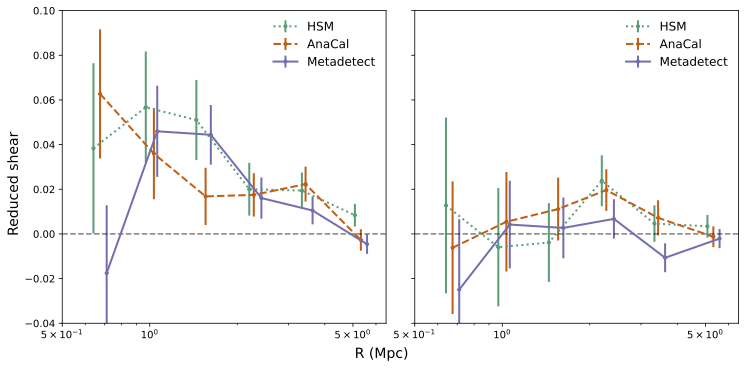 Reduced shear
0.10
0.08
0.06
0.04
0.02
0.00
−0.02
−0.04
HSM
AnaCal
Metadetect
5 × 10⁻¹
10⁰
5 × 10⁰
HSM
AnaCal
Metadetect
5 × 10⁻¹
10⁰
5 × 10⁰
R (Mpc)